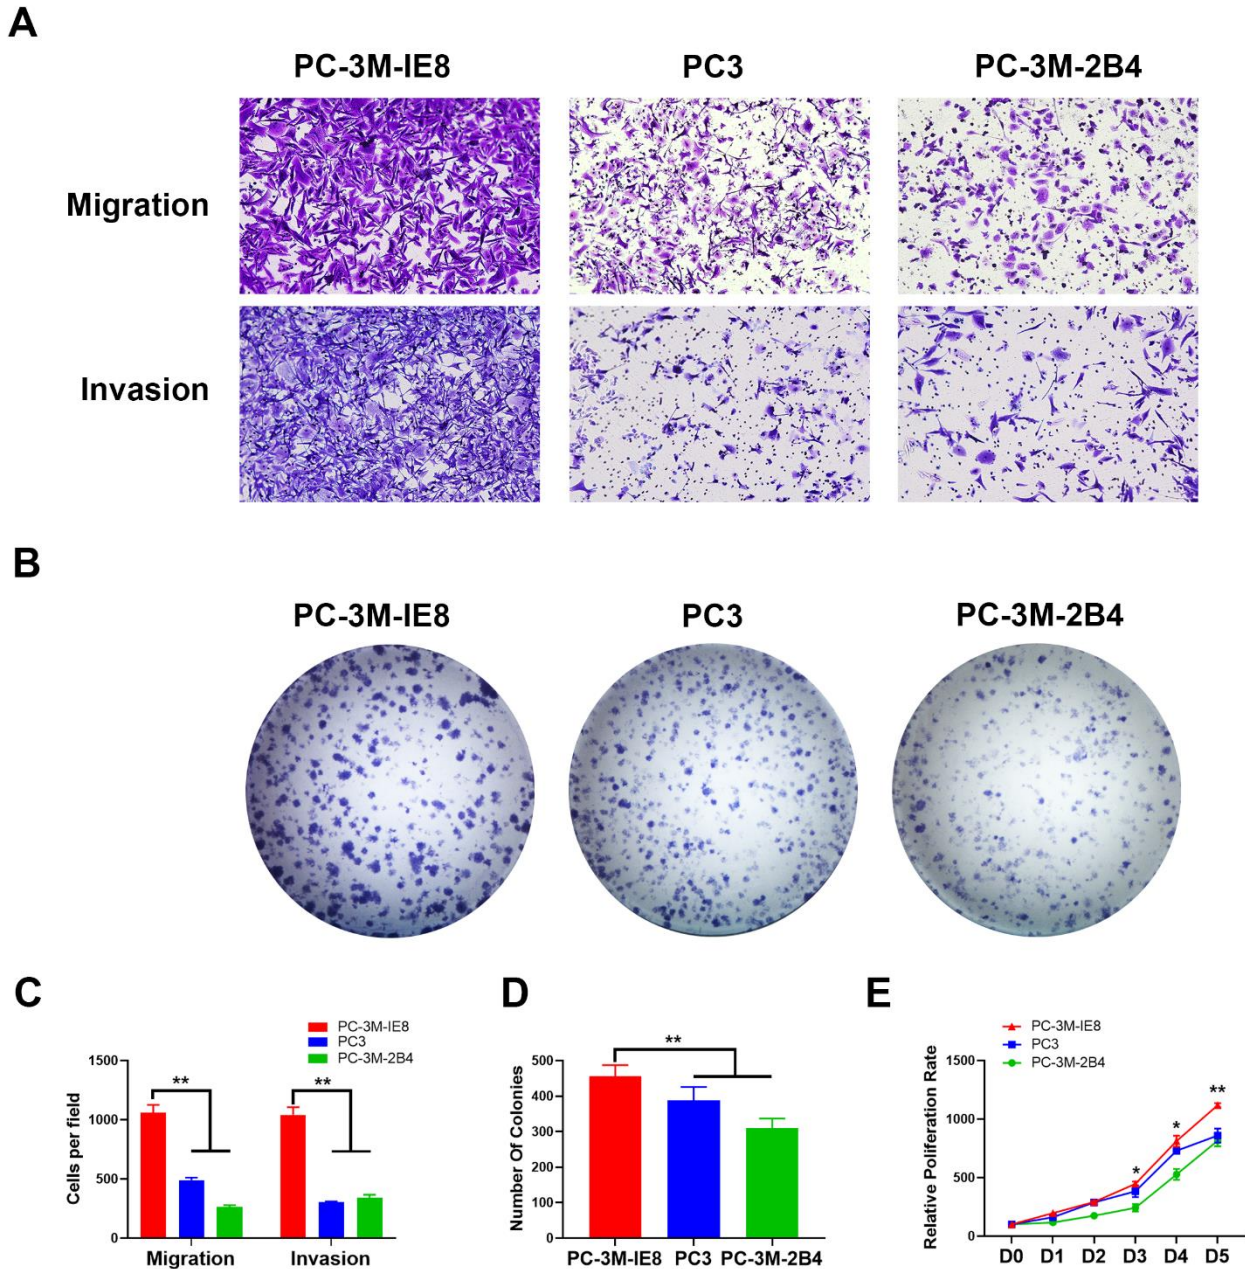 A
PC-3M-IE8 PC3 PC-3M-2B4
Migration
Invasion
B
PC-3M-IE8 PC3 PC-3M-2B4
C
PC-3M-IE8
PC3
PC-3M-2B4
Cells per field
1500
1000
500
0
** **
Migration Invasion
D
Number Of Colonies
500
400
300
200
100
0
**
PC-3M-IE8 PC3 PC-3M-2B4
E
PC-3M-IE8
PC3
PC-3M-2B4
Relative Poliferation Rate
1500
1000
500
0
* * **
D0 D1 D2 D3 D4 D5